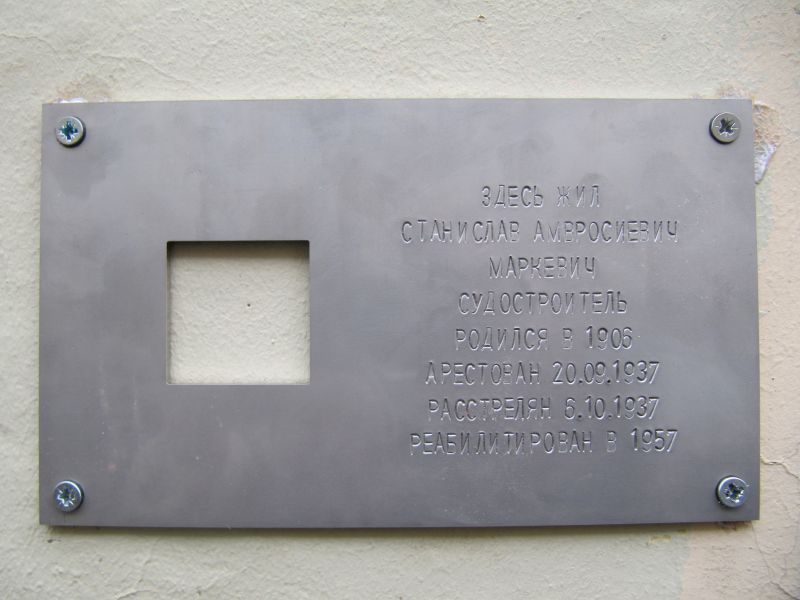 ЗДЕСЬ ЖИЛ
СТАНИСЛАВ АМВРОСИЕВИЧ
МАРКЕВИЧ
СУДОСТРОИТЕЛЬ
РОДИЛСЯ В 1906
АРЕСТОВАН 20.09.1937
РАССТРЕЛЯН 6.10.1937
РЕАБИЛИТИРОВАН В 1957